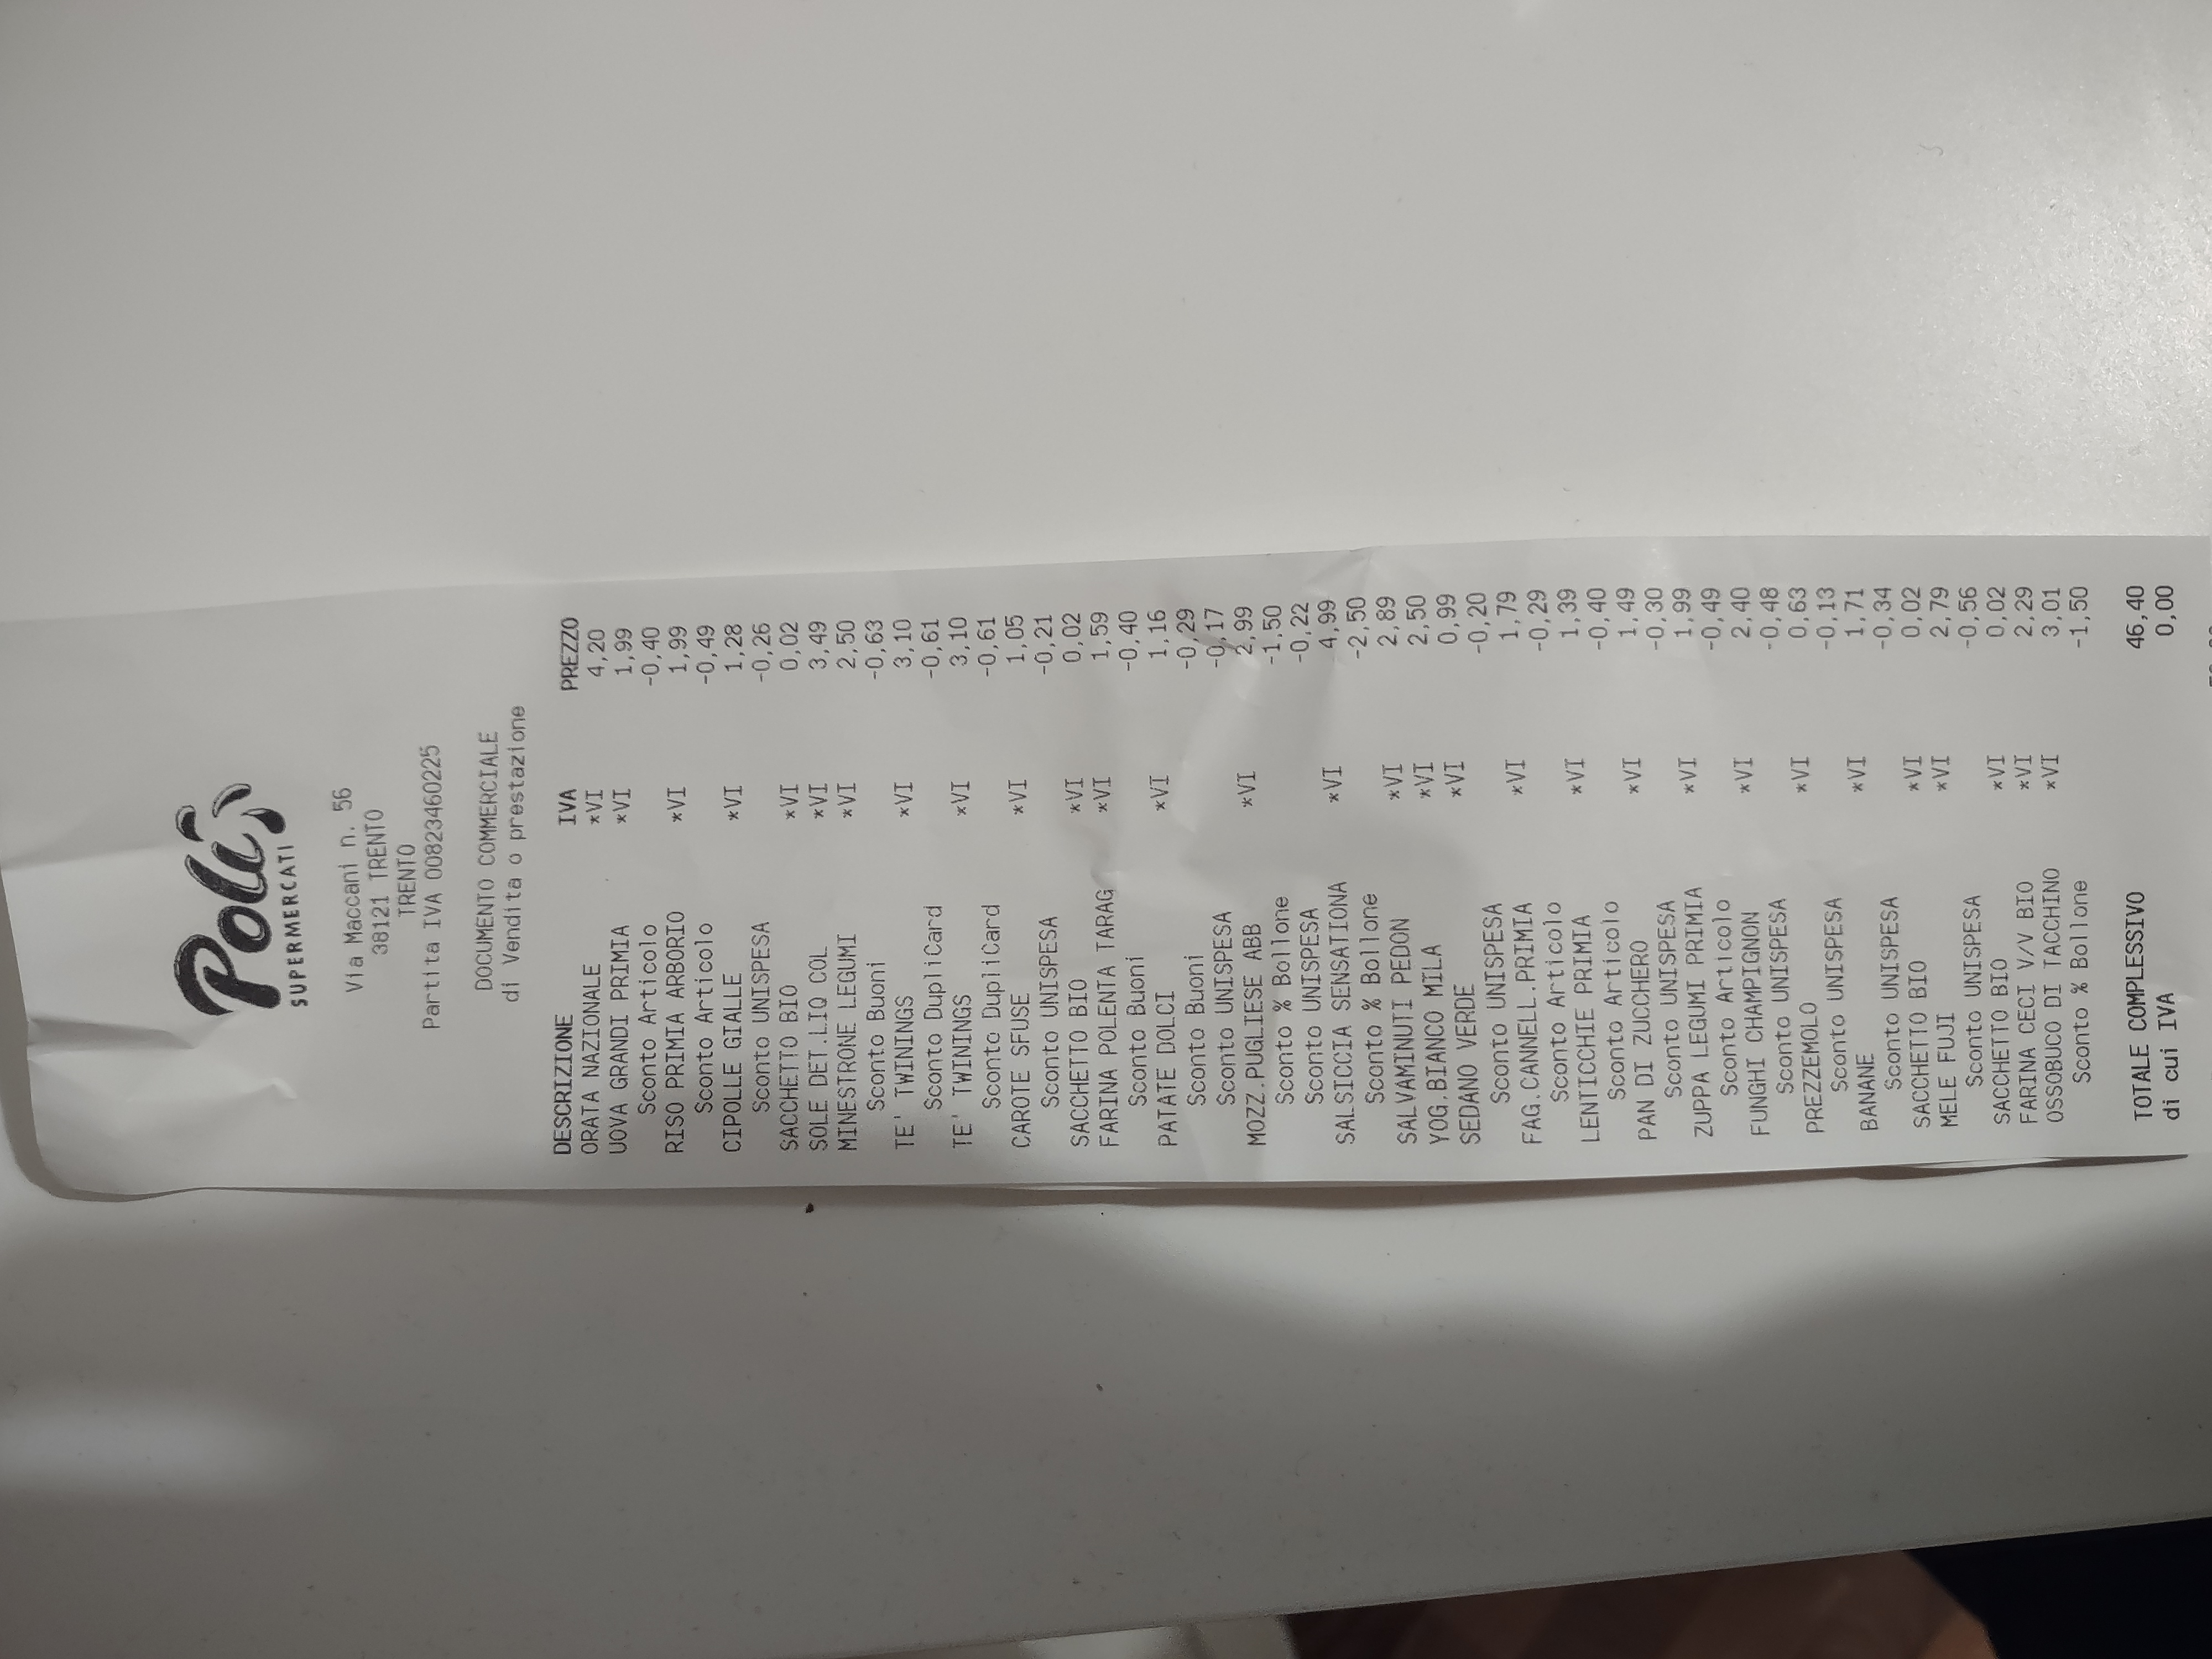 Poli
SUPERMERCATI
Via Maccani n. 56
38121 TRENTO
TRENTO
Partita IVA 00823460225
DOCUMENTO COMMERCIALE
di Vendita o prestazione
DESCRIZIONE IVA PREZZO
ORATA NAZIONALE *VI 4,20
UOVA GRANDI PRIMIA *VI 1,99
Sconto Articolo -0,40
RISO PRIMIA ARBORIO *VI 1,99
Sconto Articolo -0,49
CIPOLLE GIALLE *VI 1,28
Sconto UNISPESA -0,26
SACCHETTO BIO *VI 0,02
SOLE DET.LIQ COL *VI 3,49
MINESTRONE LEGUMI *VI 2,50
Sconto Buoni -0,63
TE' TWININGS *VI 3,10
Sconto DupliCard -0,61
TE' TWININGS *VI 3,10
Sconto DupliCard -0,61
CAROTE SFUSE *VI 1,05
Sconto UNISPESA -0,21
SACCHETTO BIO *VI 0,02
FARINA POLENTA TARAG *VI 1,59
Sconto Buoni -0,40
PATATE DOLCI *VI 1,16
Sconto Buoni -0,29
Sconto UNISPESA -0,17
MOZZ.PUGLIESE ABB *VI 2,99
Sconto % Bollone -1,50
Sconto UNISPESA -0,22
SALSICCIA SENSATIONA *VI 4,99
Sconto % Bollone -2,50
SALVAMINUTI PEDON *VI 2,89
YOG.BIANCO MILA *VI 2,50
SEDANO VERDE *VI 0,99
Sconto UNISPESA -0,20
FAG.CANNELL.PRIMIA *VI 1,79
Sconto Articolo -0,29
LENTICCHIE PRIMIA *VI 1,39
Sconto Articolo -0,40
PAN DI ZUCCHERO *VI 1,49
Sconto UNISPESA -0,30
ZUPPA LEGUMI PRIMIA *VI 1,99
Sconto Articolo -0,49
FUNGHI CHAMPIGNON *VI 2,40
Sconto UNISPESA -0,48
PREZZEMOLO *VI 0,63
Sconto UNISPESA -0,13
BANANE *VI 1,71
Sconto UNISPESA -0,34
SACCHETTO BIO *VI 0,02
MELE FUJI *VI 2,79
Sconto UNISPESA -0,56
SACCHETTO BIO *VI 0,02
FARINA CECI V/V BIO *VI 2,29
OSSOBUCO DI TACCHINO *VI 3,01
Sconto % Bollone -1,50
TOTALE COMPLESSIVO 46,40
di cui IVA 0,00